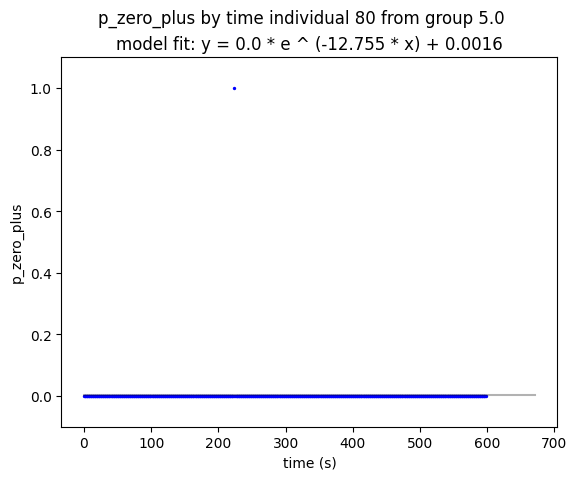 p_zero_plus by time individual 80 from group 5.0
model fit: y = 0.0 * e ^ (-12.755 * x) + 0.0016
1.0
0.8
0.6
0.4
0.2
0.0
p_zero_plus
0 100 200 300 400 500 600 700
time (s)